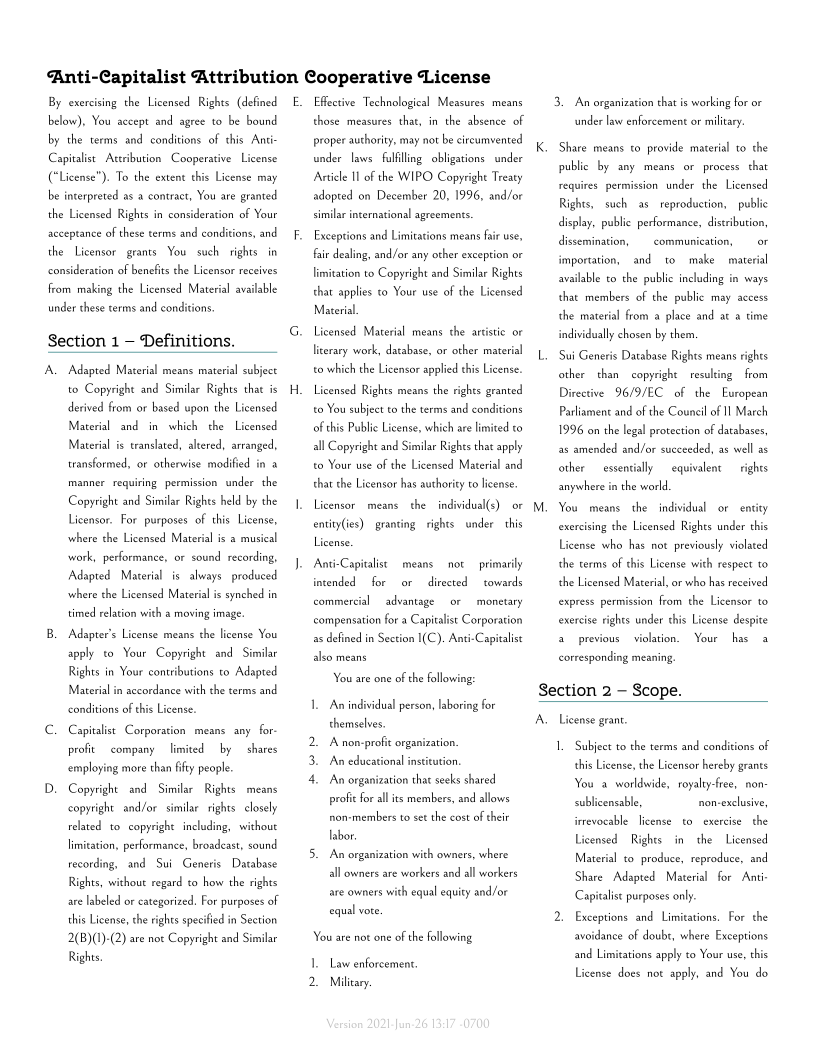 Anti-Capitalist Attribution Cooperative License
By exercising the Licensed Rights (defined
below), You accept and agree to be bound
by the terms and conditions of this Anti-
Capitalist Attribution Cooperative License
(“License”). To the extent this License may
be interpreted as a contract, You are granted
the Licensed Rights in consideration of Your
acceptance of these terms and conditions, and
the Licensor grants You such rights in
consideration of benefits the Licensor receives
from making the Licensed Material available
under these terms and conditions.
Section 1 – Definitions.
A. Adapted Material means material subject
to Copyright and Similar Rights that is
derived from or based upon the Licensed
Material and in which the Licensed
Material is translated, altered, arranged,
transformed, or otherwise modified in a
manner requiring permission under the
Copyright and Similar Rights held by the
Licensor. For purposes of this License,
where the Licensed Material is a musical
work, performance, or sound recording,
Adapted Material is always produced
where the Licensed Material is synched in
timed relation with a moving image.
B. Adapter’s License means the license You
apply to Your Copyright and Similar
Rights in Your contributions to Adapted
Material in accordance with the terms and
conditions of this License.
C. Capitalist Corporation means any for-
profit company limited by shares
employing more than fifty people.
D. Copyright and Similar Rights means
copyright and/or similar rights closely
related to copyright including, without
limitation, performance, broadcast, sound
recording, and Sui Generis Database
Rights, without regard to how the rights
are labeled or categorized. For purposes of
this License, the rights specified in Section
2(B)(1)-(2) are not Copyright and Similar
Rights.
E. Effective Technological Measures means
those measures that, in the absence of
proper authority, may not be circumvented
under laws fulfilling obligations under
Article 11 of the WIPO Copyright Treaty
adopted on December 20, 1996, and/or
similar international agreements.
F. Exceptions and Limitations means fair use,
fair dealing, and/or any other exception or
limitation to Copyright and Similar Rights
that applies to Your use of the Licensed
Material.
G. Licensed Material means the artistic or
literary work, database, or other material
to which the Licensor applied this License.
H. Licensed Rights means the rights granted
to You subject to the terms and conditions
of this Public License, which are limited to
all Copyright and Similar Rights that apply
to Your use of the Licensed Material and
that the Licensor has authority to license.
I. Licensor means the individual(s) or
entity(ies) granting rights under this
License.
J. Anti-Capitalist means not primarily
intended for or directed towards
commercial advantage or monetary
compensation for a Capitalist Corporation
as defined in Section 1(C). Anti-Capitalist
also means
You are one of the following:
1. An individual person, laboring for
themselves.
2. A non-profit organization.
3. An educational institution.
4. An organization that seeks shared
profit for all its members, and allows
non-members to set the cost of their
labor.
5. An organization with owners, where
all owners are workers and all workers
are owners with equal equity and/or
equal vote.
You are not one of the following
1. Law enforcement.
2. Military.
3. An organization that is working for or
under law enforcement or military.
K. Share means to provide material to the
public by any means or process that
requires permission under the Licensed
Rights, such as reproduction, public
display, public performance, distribution,
dissemination, communication, or
importation, and to make material
available to the public including in ways
that members of the public may access
the material from a place and at a time
individually chosen by them.
L. Sui Generis Database Rights means rights
other than copyright resulting from
Directive 96/9/EC of the European
Parliament and of the Council of 11 March
1996 on the legal protection of databases,
as amended and/or succeeded, as well as
other essentially equivalent rights
anywhere in the world.
M. You means the individual or entity
exercising the Licensed Rights under this
License who has not previously violated
the terms of this License with respect to
the Licensed Material, or who has received
express permission from the Licensor to
exercise rights under this License despite
a previous violation. Your has a
corresponding meaning.
Section 2 – Scope.
A. License grant.
1. Subject to the terms and conditions of
this License, the Licensor hereby grants
You a worldwide, royalty-free, non-
sublicensable, non-exclusive,
irrevocable license to exercise the
Licensed Rights in the Licensed
Material to produce, reproduce, and
Share Adapted Material for Anti-
Capitalist purposes only.
2. Exceptions and Limitations. For the
avoidance of doubt, where Exceptions
and Limitations apply to Your use, this
License does not apply, and You do
Version 2021-Jun-26 13:17 -0700